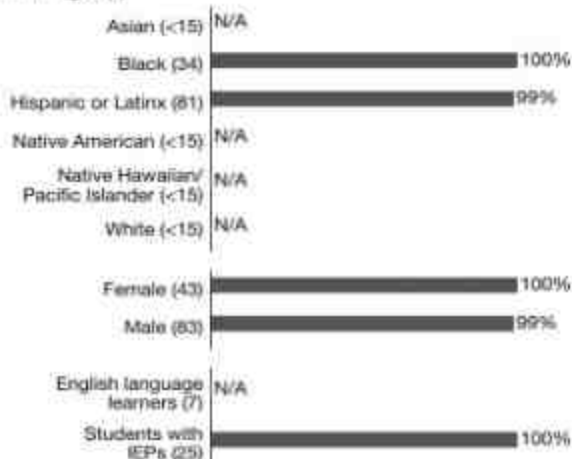 Asian (<15) N/A
Black (34) 100%
Hispanic or Latinx (81) 99%
Native American (<15) N/A
Native Hawaiian/
Pacific Islander (<15) N/A
White (<15) N/A
Female (43) 100%
Male (83) 99%
English language
learners (7) N/A
Students with
IEPs (25) 100%